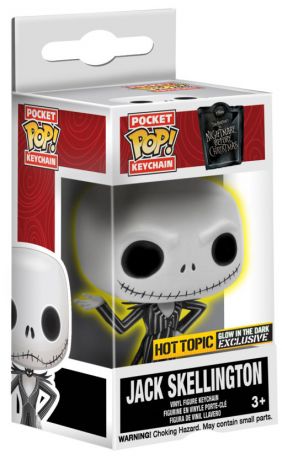 POCKET
POP!
KEYCHAIN
POCKET
POP!
KEYCHAIN
TIM BURTON'S
THE
NIGHTMARE
BEFORE
CHRISTMAS
HOT TOPIC
GLOW IN THE DARK
EXCLUSIVE
JACK SKELLINGTON
3+
VINYL FIGURE KEYCHAIN
FIGURINE EN VINYLE PORTE-CLÉ
FIGURA DE VINIL LLAVERO
WARNING! Choking Hazard. May contain small parts.